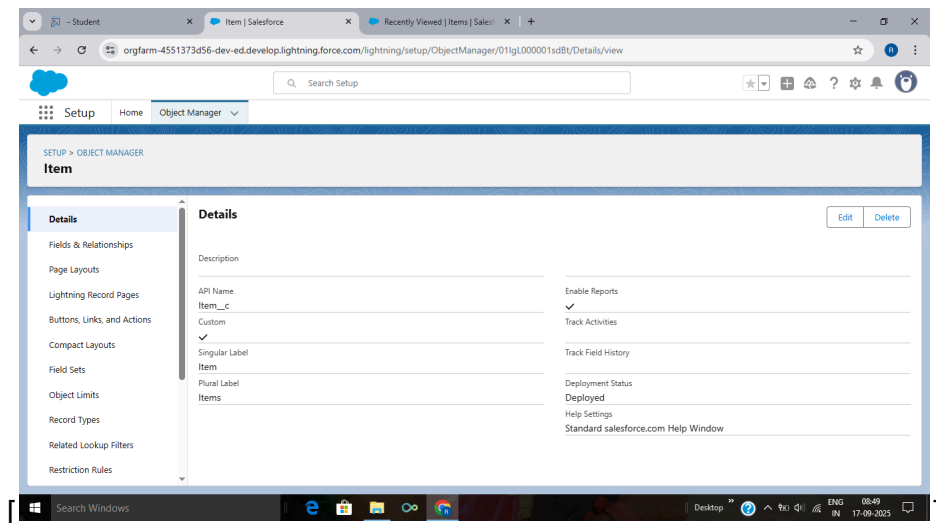 - Student
Item | Salesforce
Recently Viewed | Items | Salesf
orgfarm-4551373d56-dev-ed.develop.lightning.force.com/lightning/setup/ObjectManager/01IgL000001sdBt/Details/view
R
Search Setup
Setup
Home
Object Manager
SETUP > OBJECT MANAGER
Item
Details
Fields & Relationships
Page Layouts
Lightning Record Pages
Buttons, Links, and Actions
Compact Layouts
Field Sets
Object Limits
Record Types
Related Lookup Filters
Restriction Rules
Details
Edit
Delete
Description
API Name
Item__c
Custom
Singular Label
Item
Plural Label
Items
Enable Reports
Track Activities
Track Field History
Deployment Status
Deployed
Help Settings
Standard salesforce.com Help Window
[
Search Windows
Desktop
ENG
IN
08:49
17-09-2025